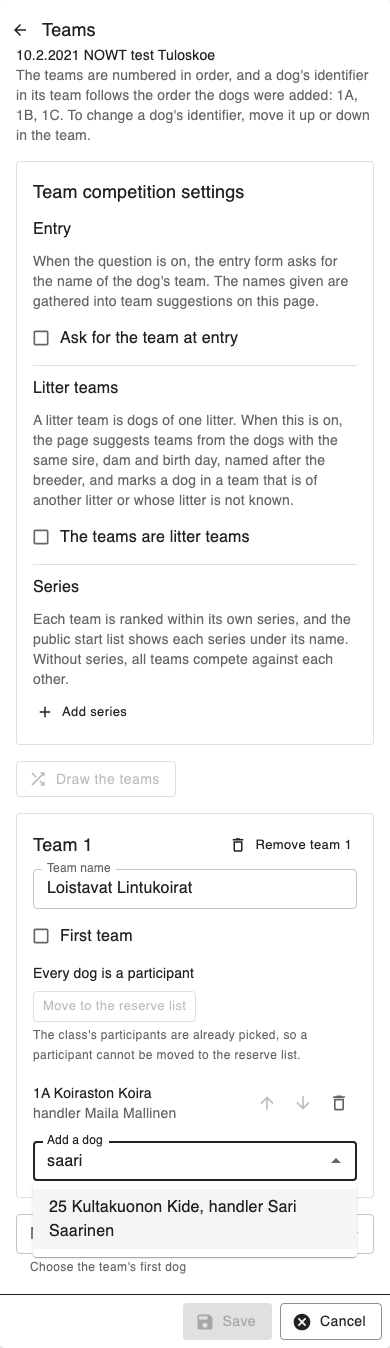 Teams
10.2.2021 NOWT test Tuloskoe
The teams are numbered in order, and a dog's identifier
in its team follows the order the dogs were added: 1A,
1B, 1C. To change a dog's identifier, move it up or down
in the team.
Team competition settings
Entry
When the question is on, the entry form asks for
the name of the dog's team. The names given are
gathered into team suggestions on this page.
Ask for the team at entry
Litter teams
A litter team is dogs of one litter. When this is on,
the page suggests teams from the dogs with the
same sire, dam and birth day, named after the
breeder, and marks a dog in a team that is of
another litter or whose litter is not known.
The teams are litter teams
Series
Each team is ranked within its own series, and the
public start list shows each series under its name.
Without series, all teams compete against each
other.
Add series
Draw the teams
Team 1
Remove team 1
Team name
Loistavat Lintukoirat
First team
Every dog is a participant
Move to the reserve list
The class's participants are already picked, so a
participant cannot be moved to the reserve list.
1A Koiraston Koira
handler Maila Mallinen
Add a dog
saari
25 Kultakuonon Kide, handler Sari
Saarinen
Choose the team's first dog
Save
Cancel